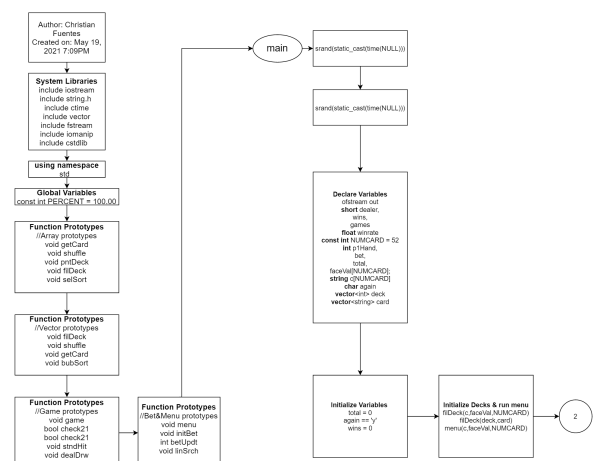 Author: Christian
Fuentes
Created on: May 19,
2021 7:09PM
System Libraries
include iostream
include string.h
include ctime
include vector
include fstream
include iomanip
include cstdlib
using namespace
std
Global Variables
const int PERCENT = 100.00
Function Prototypes
//Array prototypes
void getCard
void shuffle
void pntDeck
void filDeck
void selSort
Function Prototypes
//Vector prototypes
void filDeck
void shuffle
void getCard
void bubSort
Function Prototypes
//Game prototypes
void game
bool check21
bool check21
void stndHit
void dealDrw
Function Prototypes
//Bet&Menu prototypes
void menu
void initBet
int betUpdt
void linSrch
main
srand(static_cast(time(NULL)))
srand(static_cast(time(NULL)))
Declare Variables
ofstream out
short dealer,
wins,
games
float winrate
const int NUMCARD = 52
int p1Hand,
bet,
total,
faceVal[NUMCARD];
string c[NUMCARD]
char again
vector<int> deck
vector<string> card
Initialize Variables
total = 0
again == 'y'
wins = 0
Initialize Decks & run menu
filDeck(c,faceVal,NUMCARD)
filDeck(deck,card)
menu(c,faceVal,NUMCARD)
2